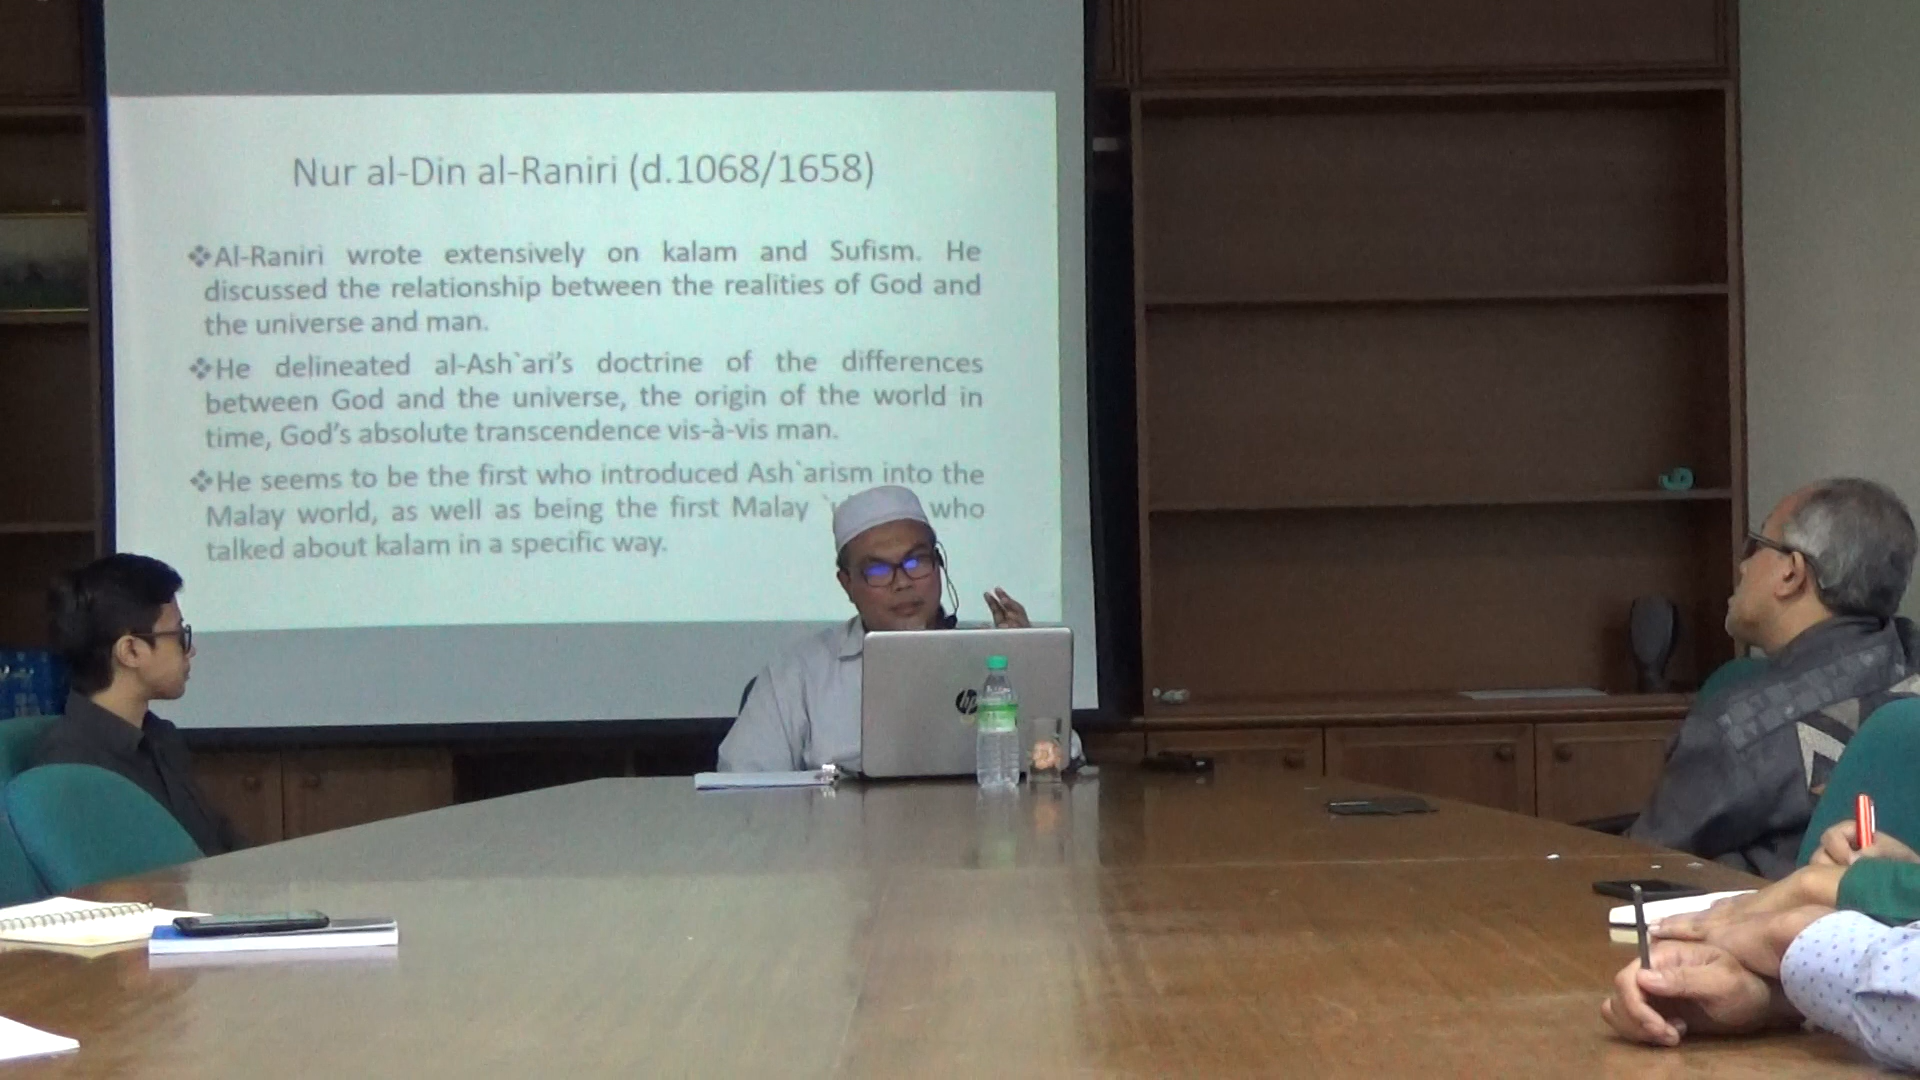 Nur al-Din al-Raniri (d.1068/1658)
❖Al-Raniri wrote extensively on kalam and Sufism. He
discussed the relationship between the realities of God and
the universe and man.
❖He delineated al-Ash`ari’s doctrine of the differences
between God and the universe, the origin of the world in
time, God’s absolute transcendence vis-à-vis man.
❖He seems to be the first who introduced Ash`arism into the
Malay world, as well as being the first Malay who
talked about kalam in a specific way.
hp